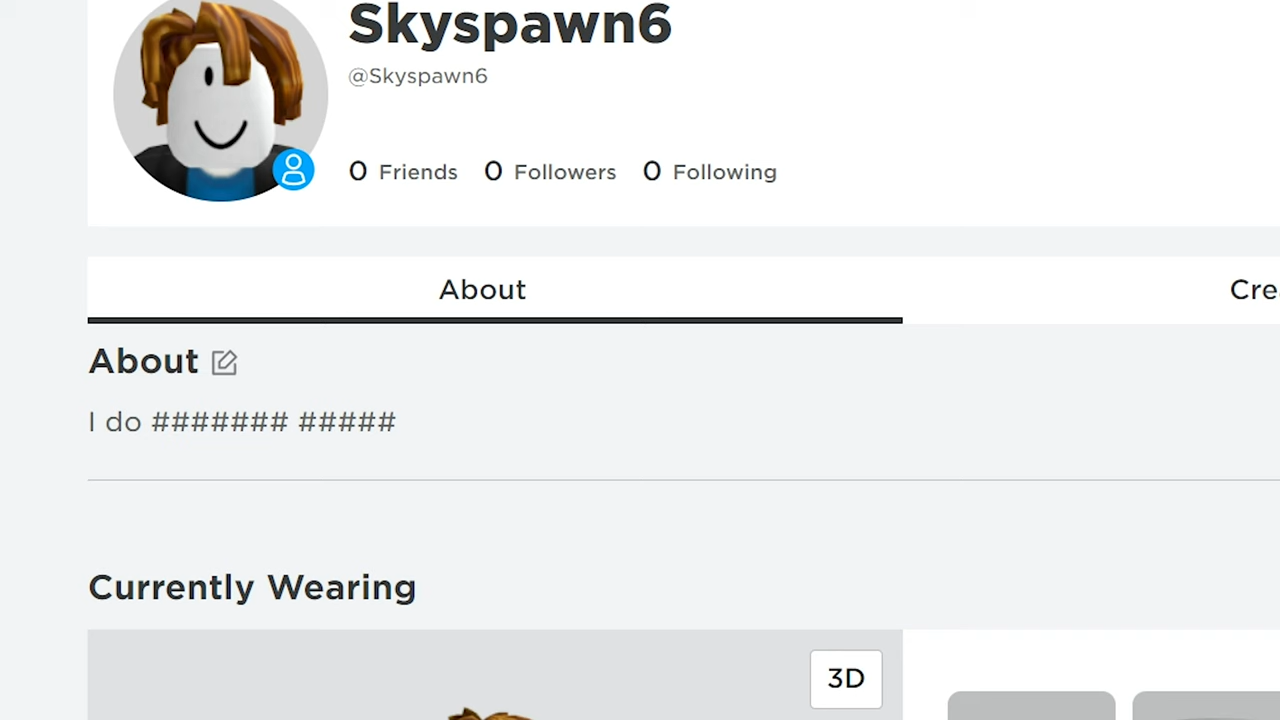 Skyspawn6
@Skyspawn6
0 Friends 0 Followers 0 Following
About
About
I do ####### #####
Currently Wearing
3D